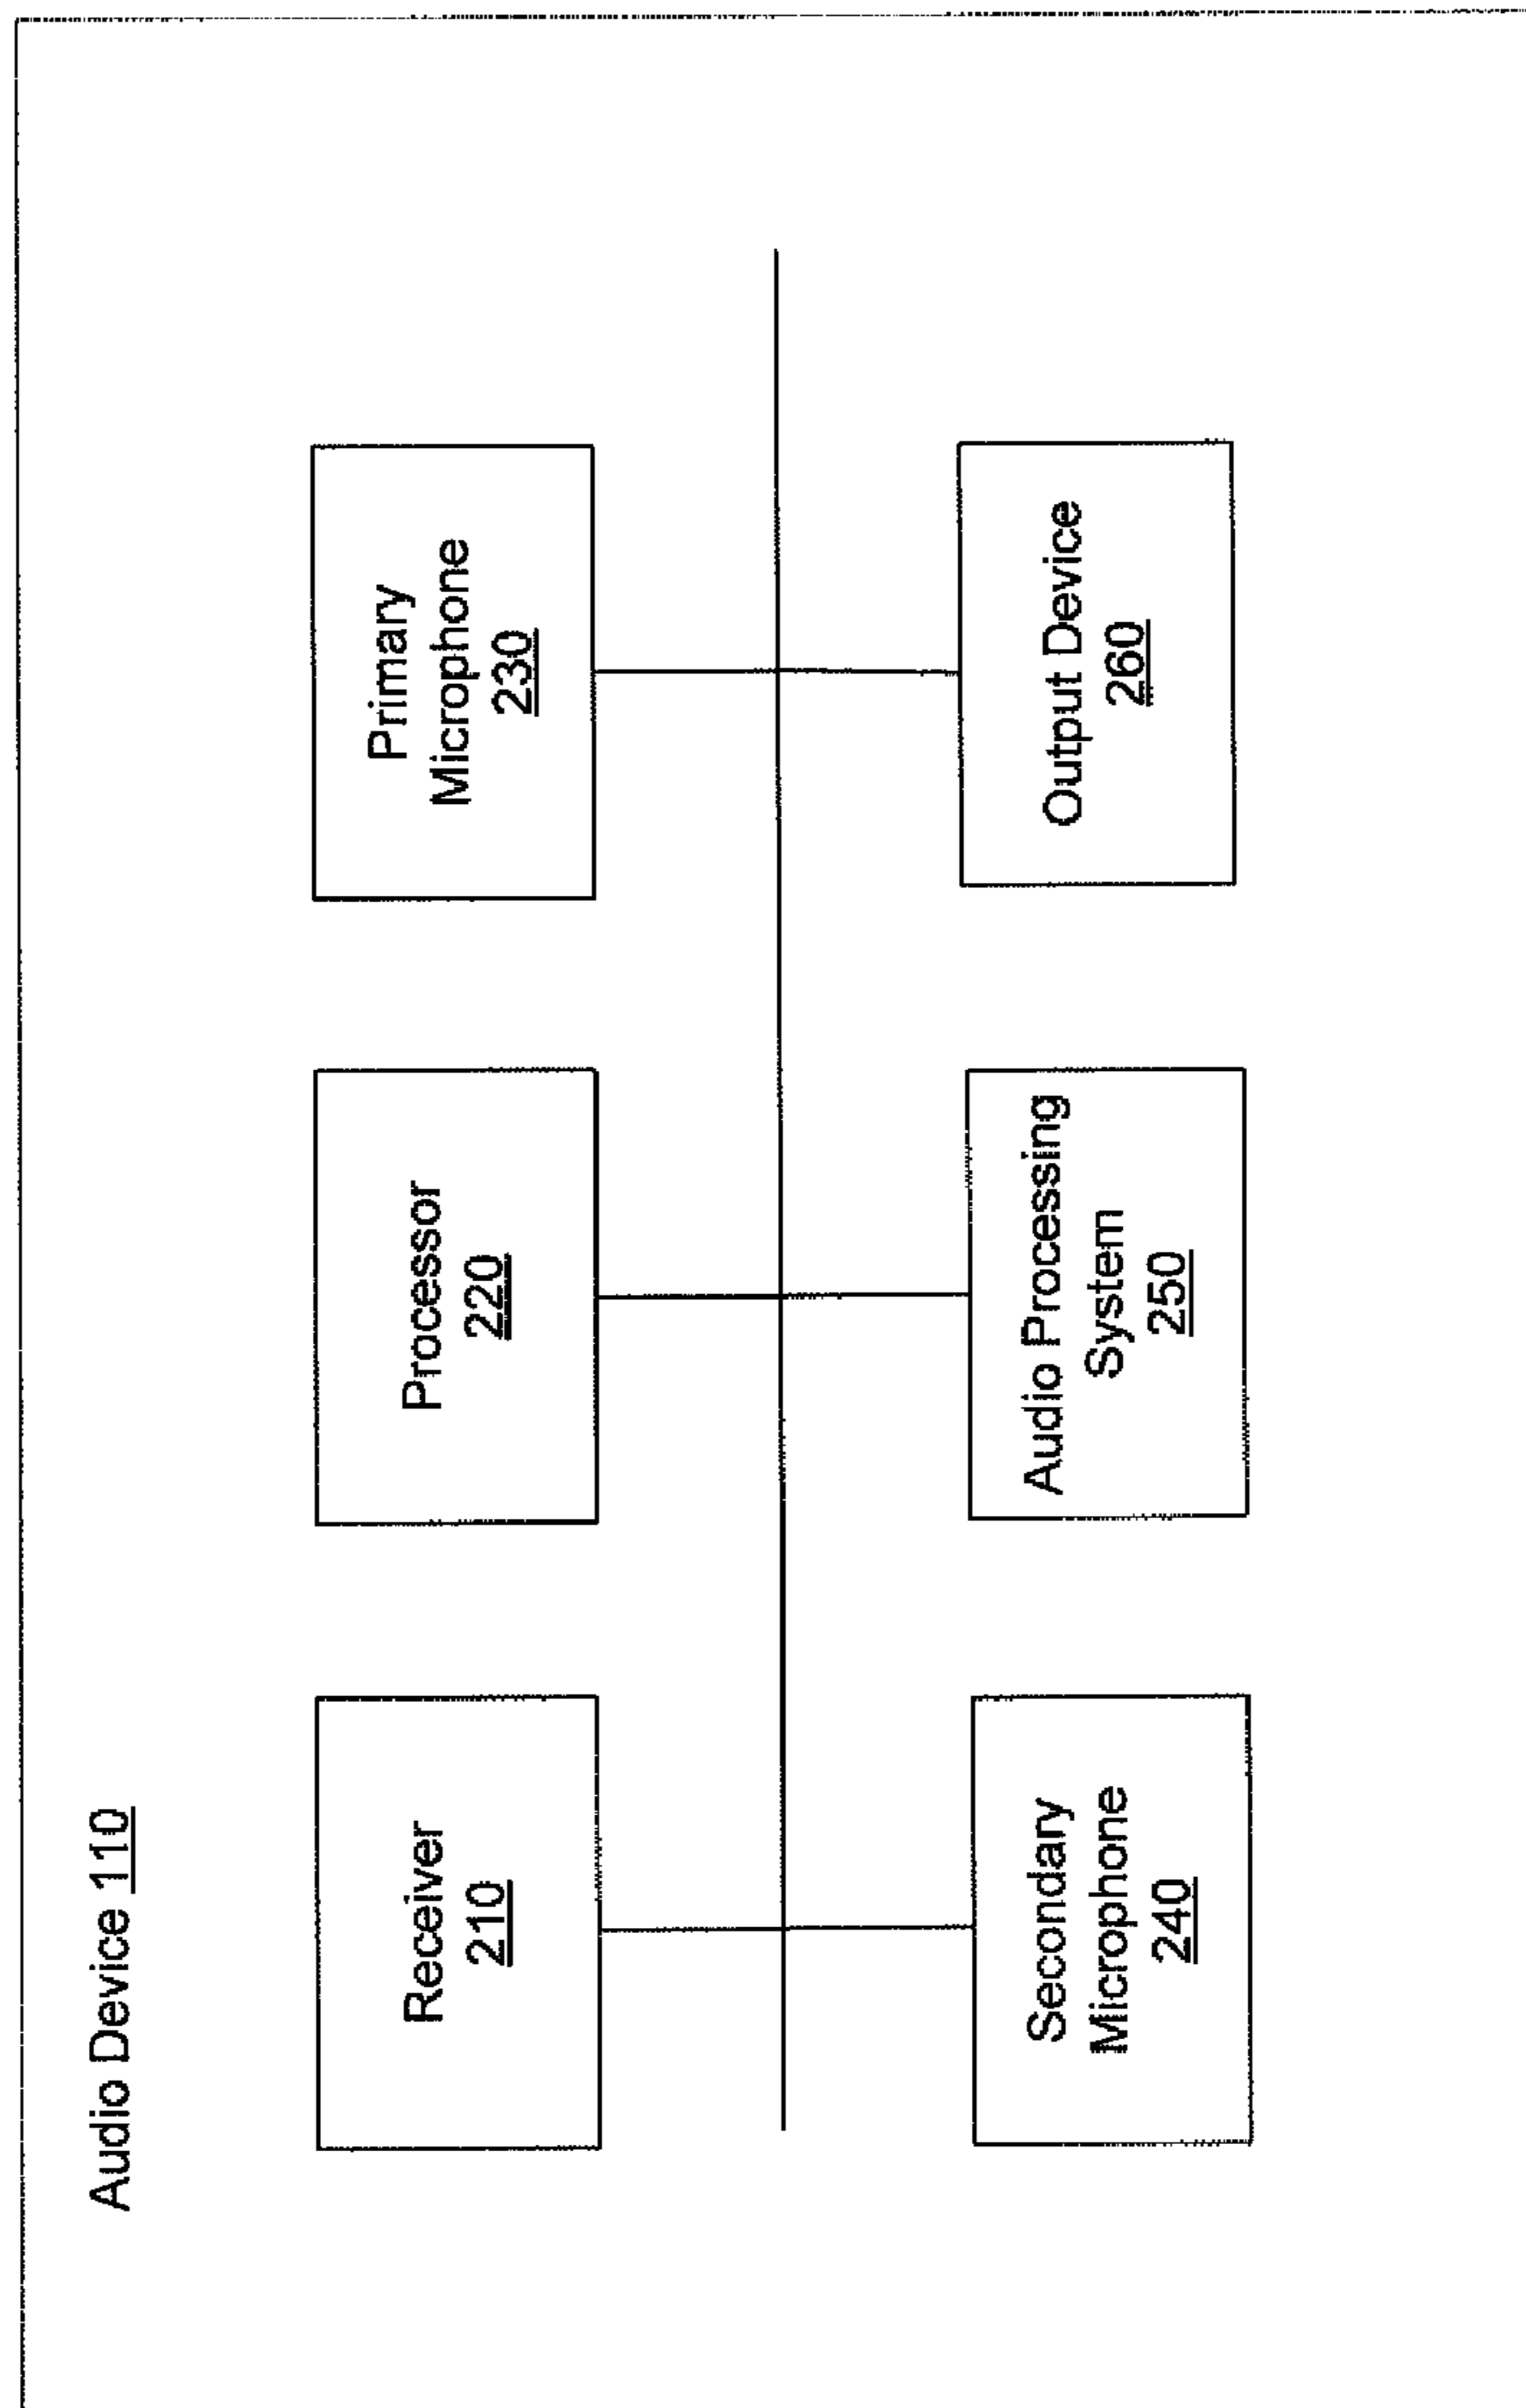 Audio Device 110
Receiver
210
Processor
220
Primary
Microphone
230
Secondary
Microphone
240
Audio Processing
System
250
Output Device
260